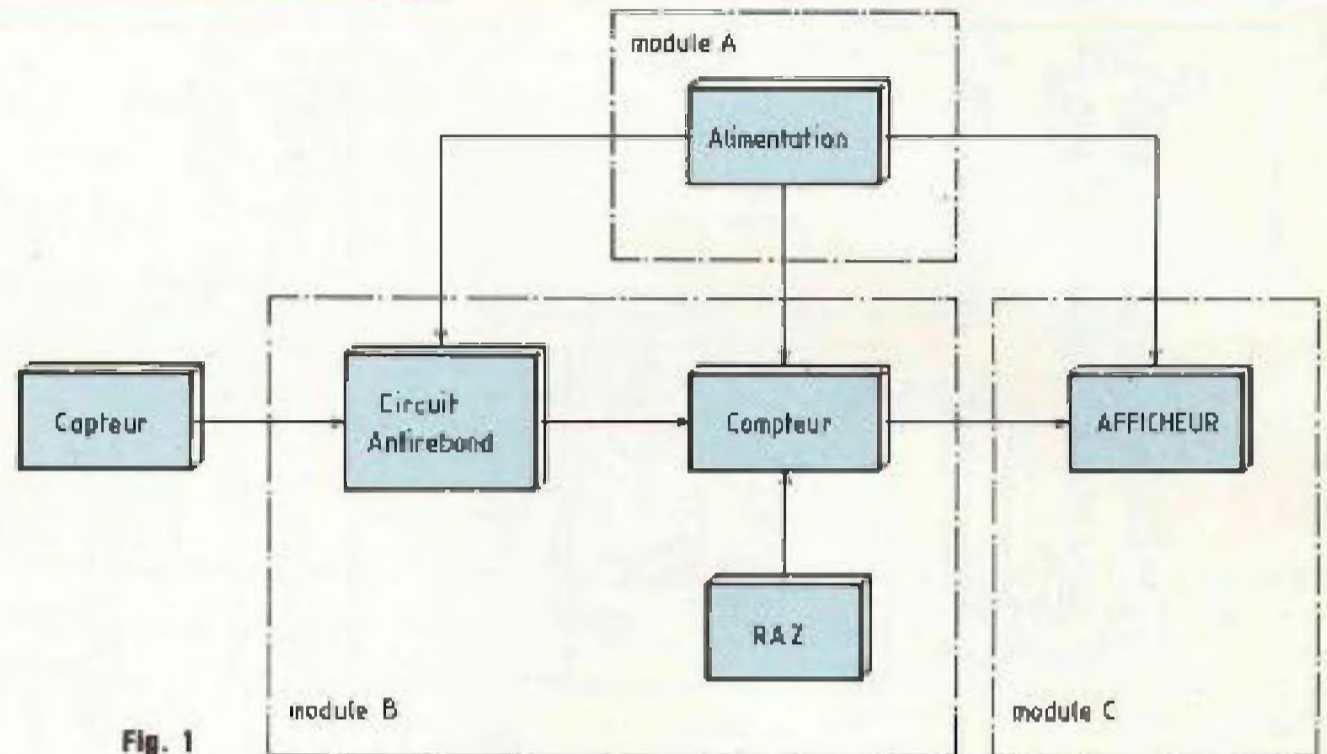 module A
Alimentation
Capteur
Circuit
Antirebond
Compteur
AFFICHEUR
RAZ
module B
module C
Fig. 1